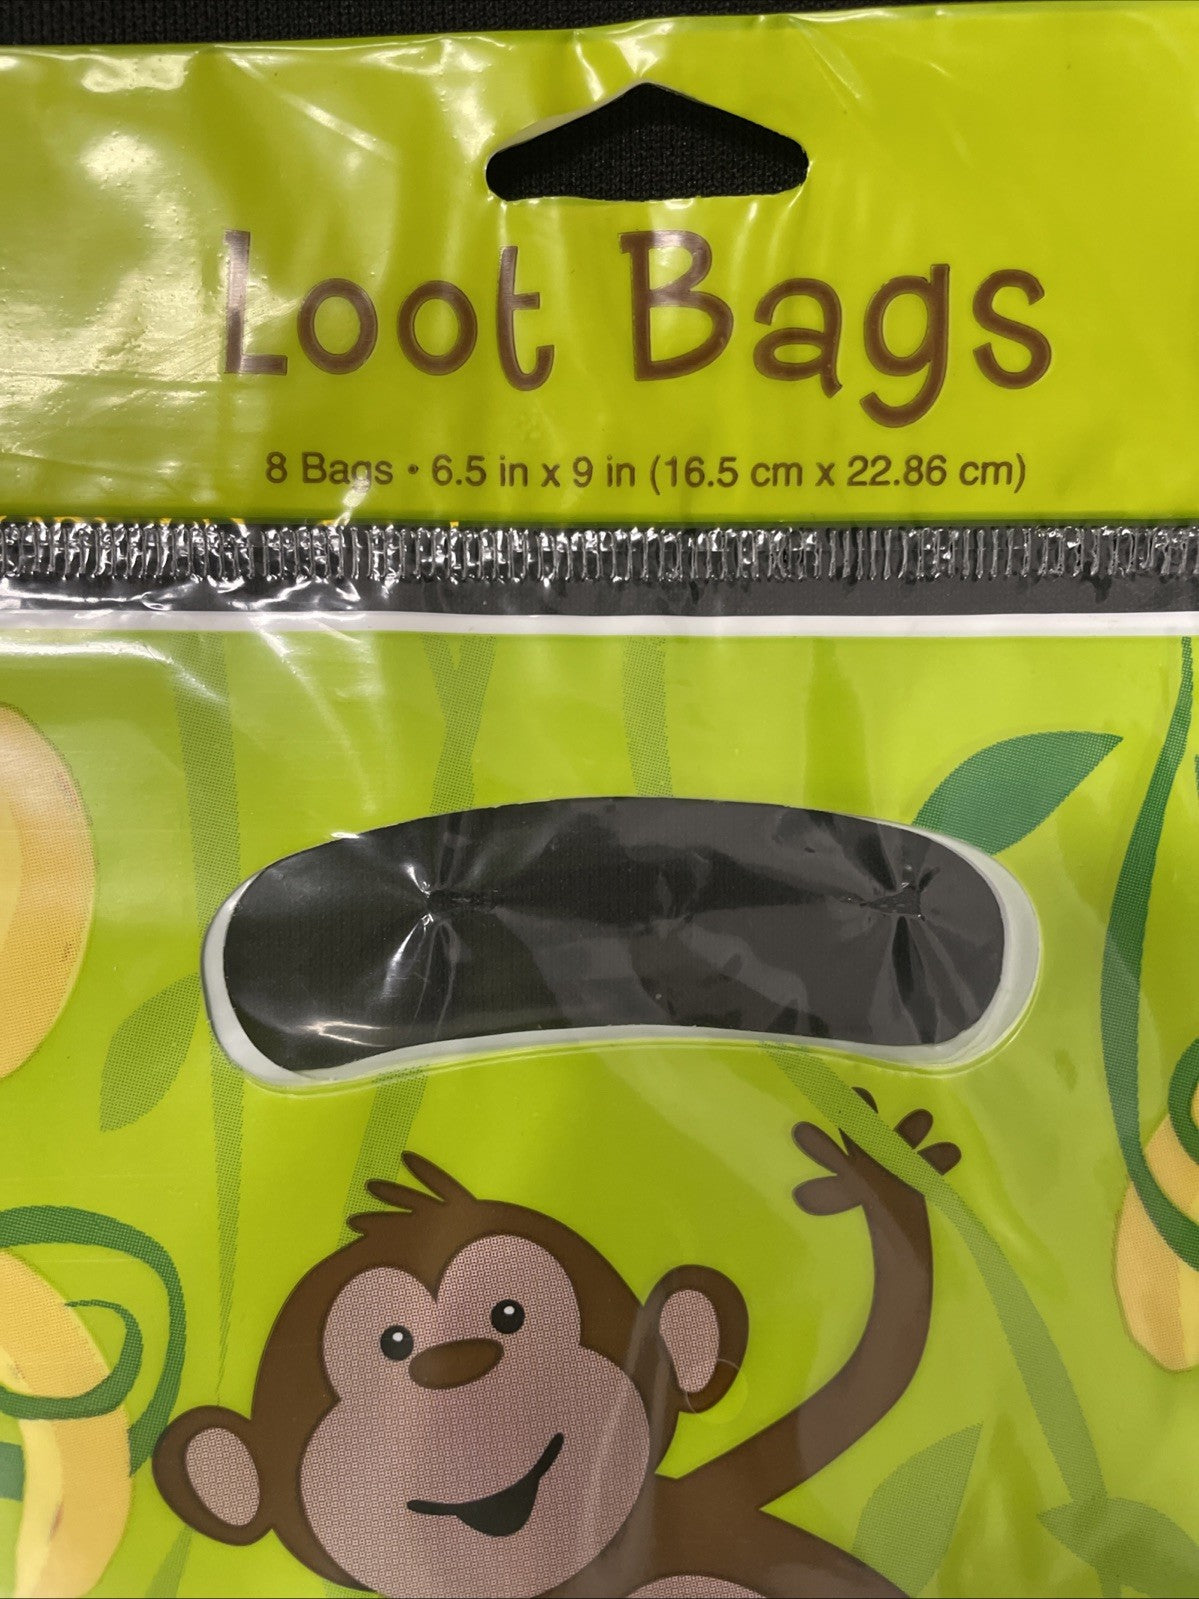 Loot Bags
8 Bags • 6.5 in x 9 in (16.5 cm x 22.86 cm)